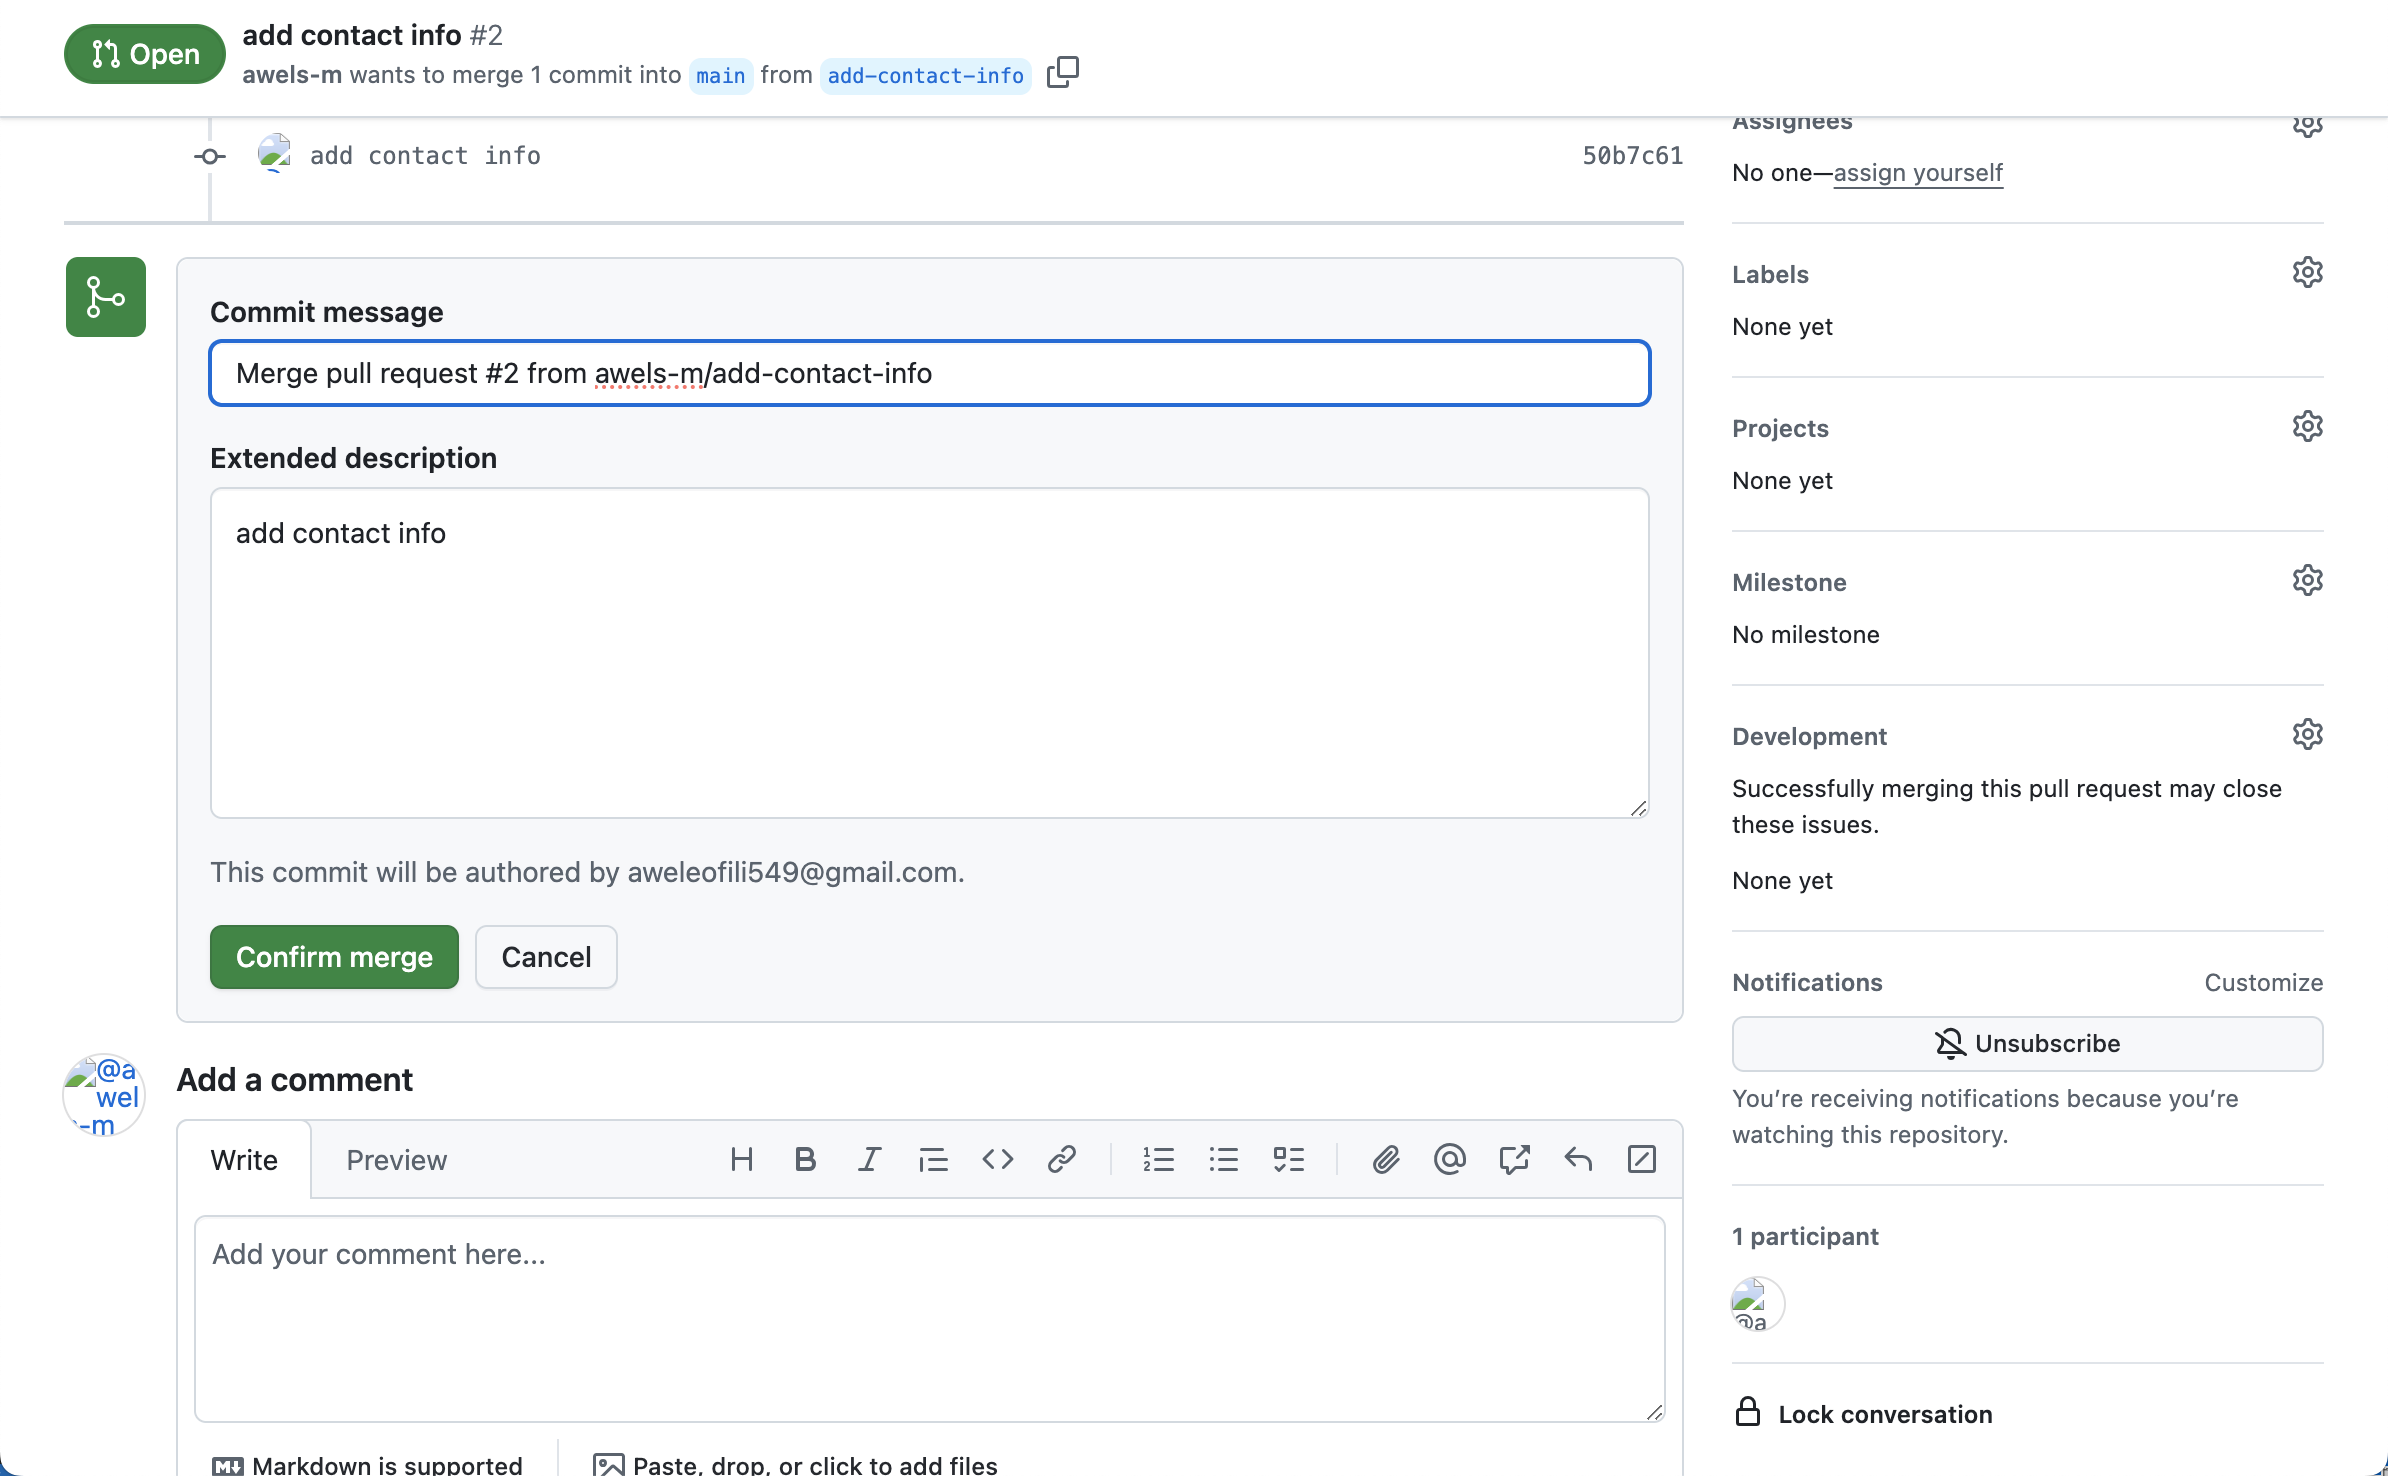 Open
add contact info #2
awels-m wants to merge 1 commit into main from add-contact-info
add contact info
50b7c61
Commit message
Merge pull request #2 from awels-m/add-contact-info
Extended description
add contact info
This commit will be authored by aweleofili549@gmail.com.
Confirm merge
Cancel
@a
wel
-m
Add a comment
Write
Preview
Add your comment here...
Markdown is supported
Paste, drop, or click to add files
Assignees
No one—assign yourself
Labels
None yet
Projects
None yet
Milestone
No milestone
Development
Successfully merging this pull request may close
these issues.
None yet
Notifications
Customize
Unsubscribe
You’re receiving notifications because you’re
watching this repository.
1 participant
@a
Lock conversation